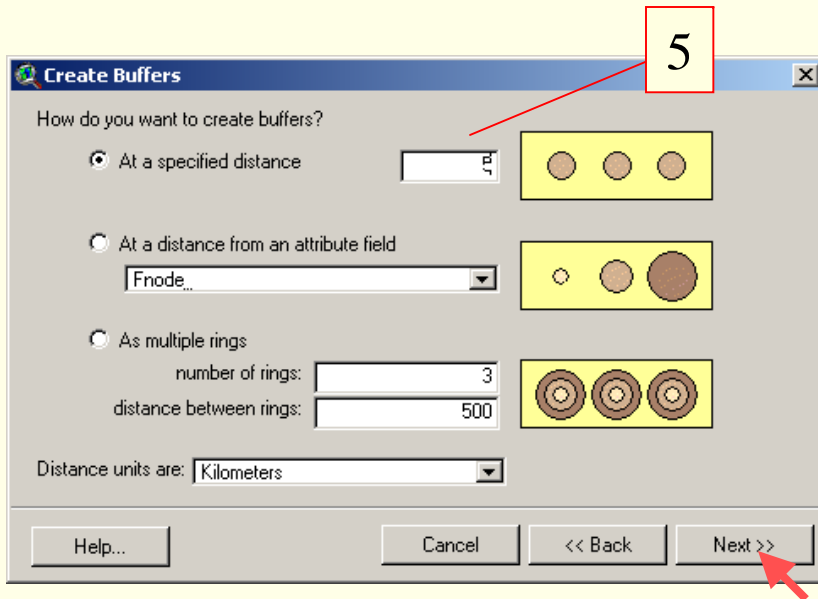 5
Create Buffers
How do you want to create buffers?
At a specified distance
At a distance from an attribute field
Fnode_
As multiple rings
number of rings: 3
distance between rings: 500
Distance units are: Kilometers
Help... Cancel << Back Next >>